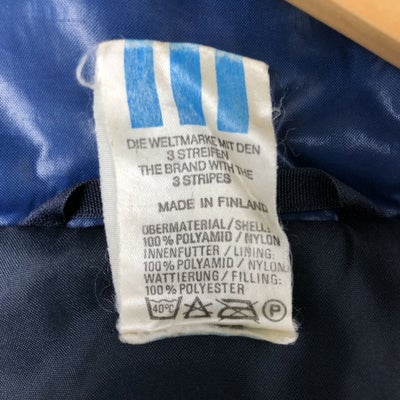 DIE WELTMARKE MIT DEN
3 STREIFEN
THE BRAND WITH THE
3 STRIPES
MADE IN FINLAND
OBERMATERIAL/SHELL:
100% POLYAMID/NYLON
INNENFUTTER/LINING:
100% POLYAMID/NYLON
WATTIERUNG/FILLING:
100% POLYESTER
40°C A P